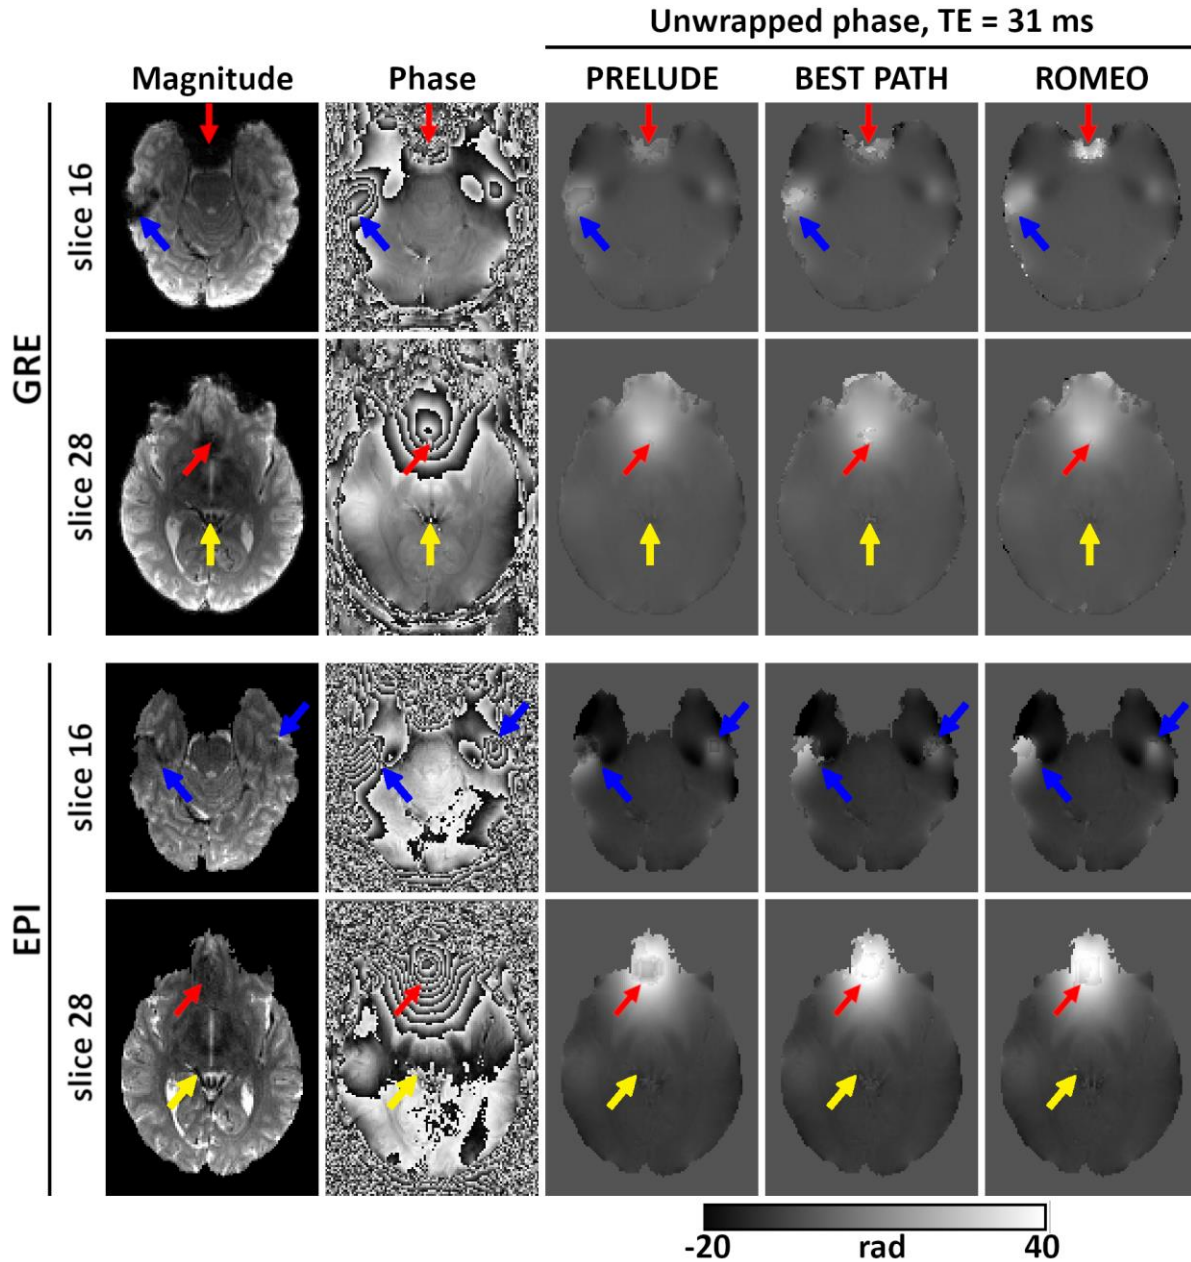 Unwrapped phase, TE = 31 ms
Magnitude Phase PRELUDE BEST PATH ROMEO
GRE
slice 16
slice 28
EPI
slice 16
slice 28
-20 rad 40